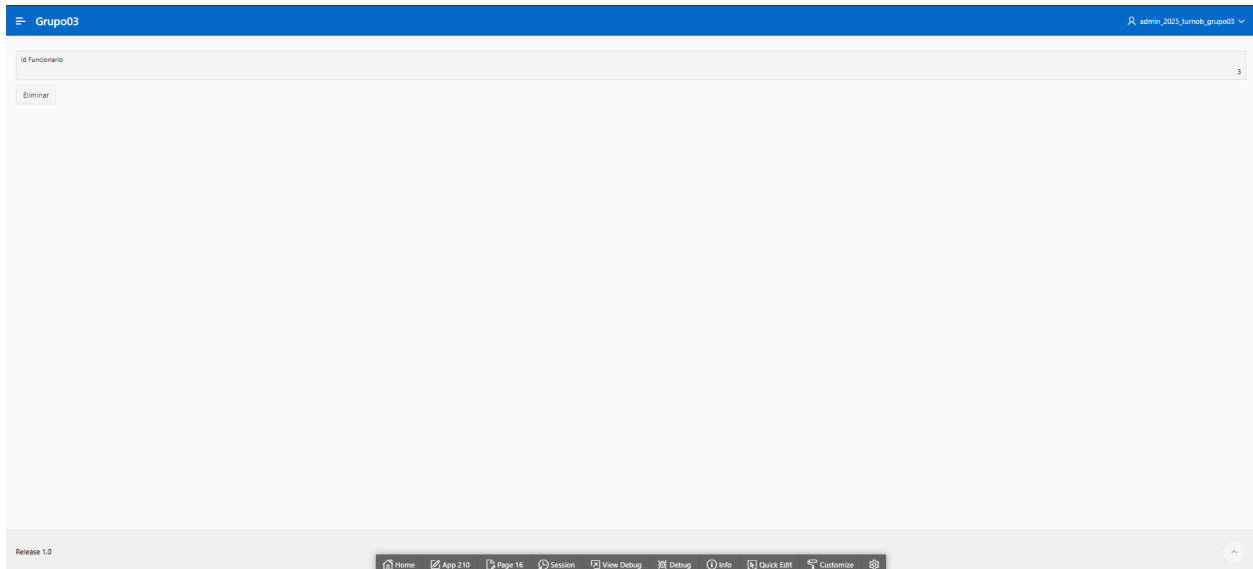 Grupo03
admin_2025_turnob_grupo03
Id Funcionario
3
Eliminar
Release 1.0
Home App 210 Page 16 Session View Debug Debug Info Quick Edit Customize